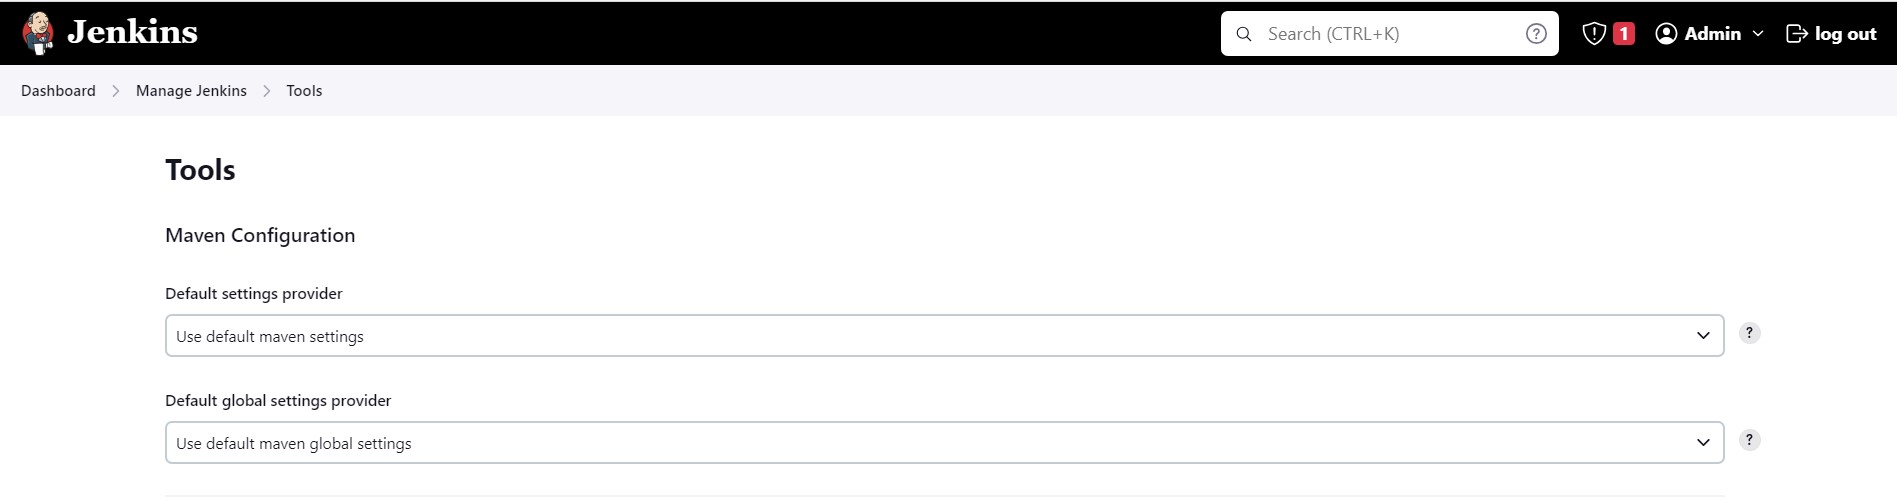 Jenkins
Search (CTRL+K) ? 1 Admin log out
Dashboard > Manage Jenkins > Tools
Tools
Maven Configuration
Default settings provider
Use default maven settings ?
Default global settings provider
Use default maven global settings ?